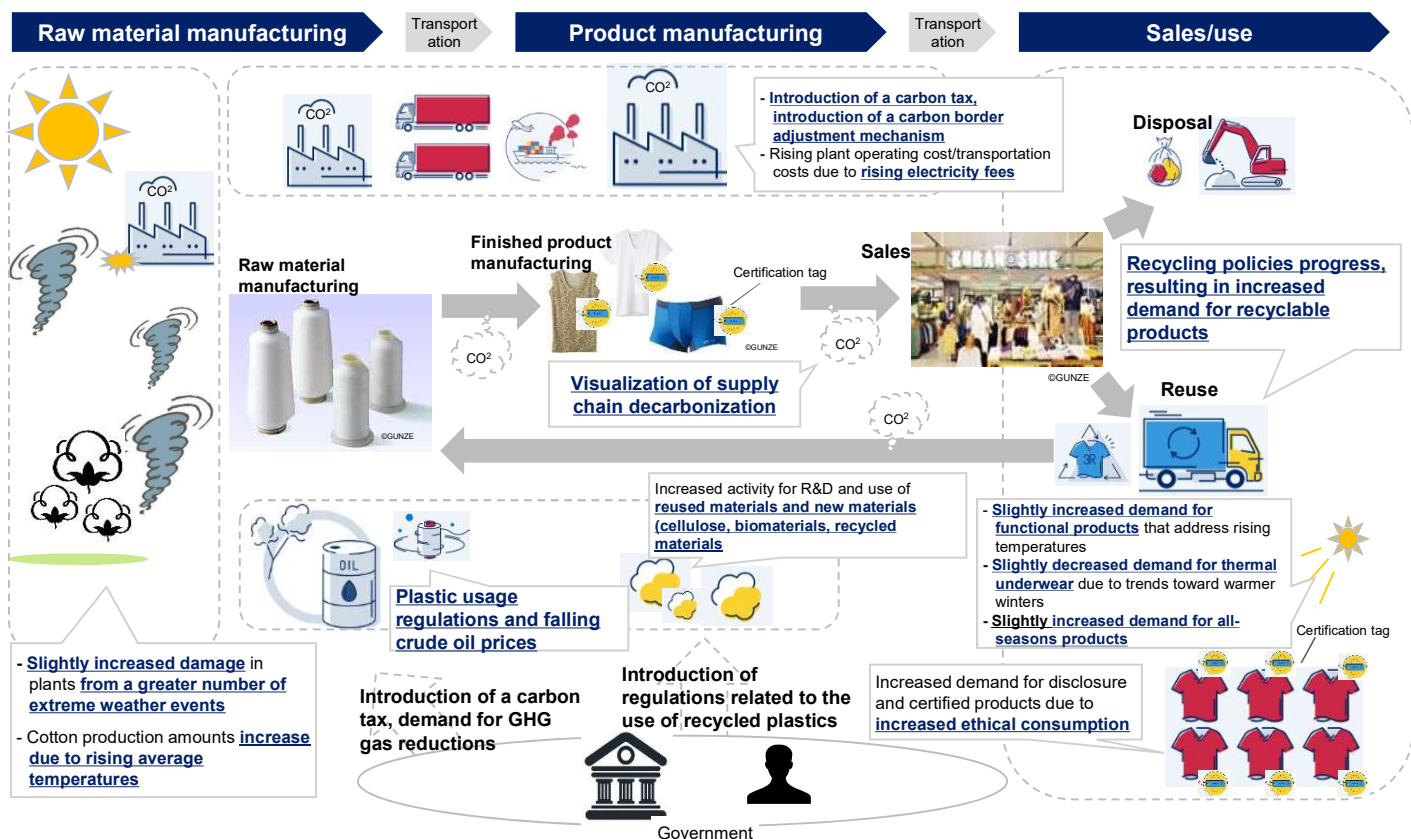 Raw material manufacturing
Transport
ation
Product manufacturing
Transport
ation
Sales/use
CO²
CO²
CO²
- Introduction of a carbon tax,
introduction of a carbon border
adjustment mechanism
- Rising plant operating cost/transportation
costs due to rising electricity fees
Disposal
Raw material
manufacturing
©GUNZE
CO²
Finished product
manufacturing
Certification tag
©GUNZE
CO²
Sales
©GUNZE
Visualization of supply
chain decarbonization
Recycling policies progress,
resulting in increased
demand for recyclable
products
Reuse
3R
CO²
Increased activity for R&D and use of
reused materials and new materials
(cellulose, biomaterials, recycled
materials
OIL
Plastic usage
regulations and falling
crude oil prices
- Slightly increased demand for
functional products that address rising
temperatures
- Slightly decreased demand for thermal
underwear due to trends toward warmer
winters
- Slightly increased demand for all-
seasons products
Certification tag
- Slightly increased damage in
plants from a greater number of
extreme weather events
- Cotton production amounts increase
due to rising average
temperatures
Introduction of a carbon
tax, demand for GHG
gas reductions
Introduction of
regulations related to the
use of recycled plastics
Increased demand for disclosure
and certified products due to
increased ethical consumption
Government